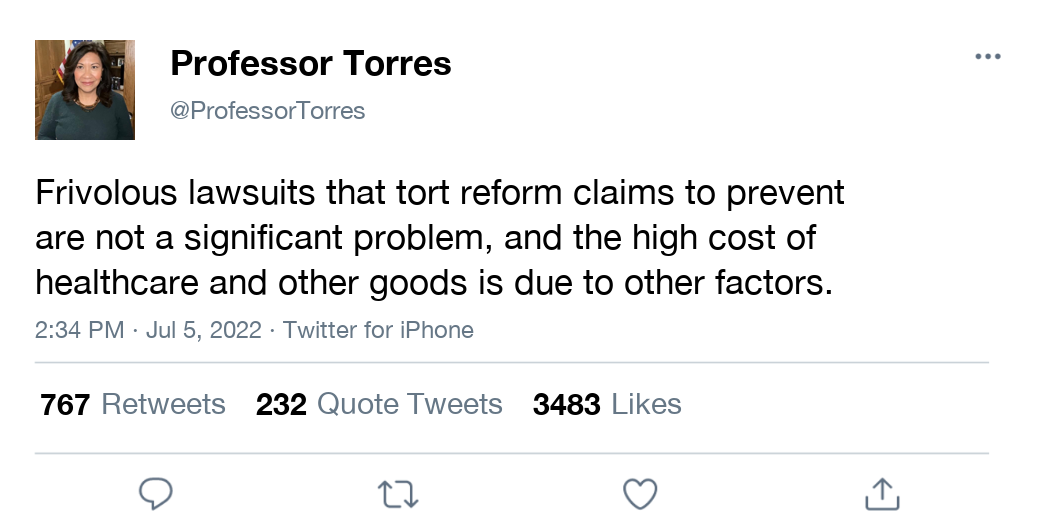 Professor Torres
@ProfessorTorres
Frivolous lawsuits that tort reform claims to prevent
are not a significant problem, and the high cost of
healthcare and other goods is due to other factors.
2:34 PM · Jul 5, 2022 · Twitter for iPhone
767 Retweets 232 Quote Tweets 3483 Likes